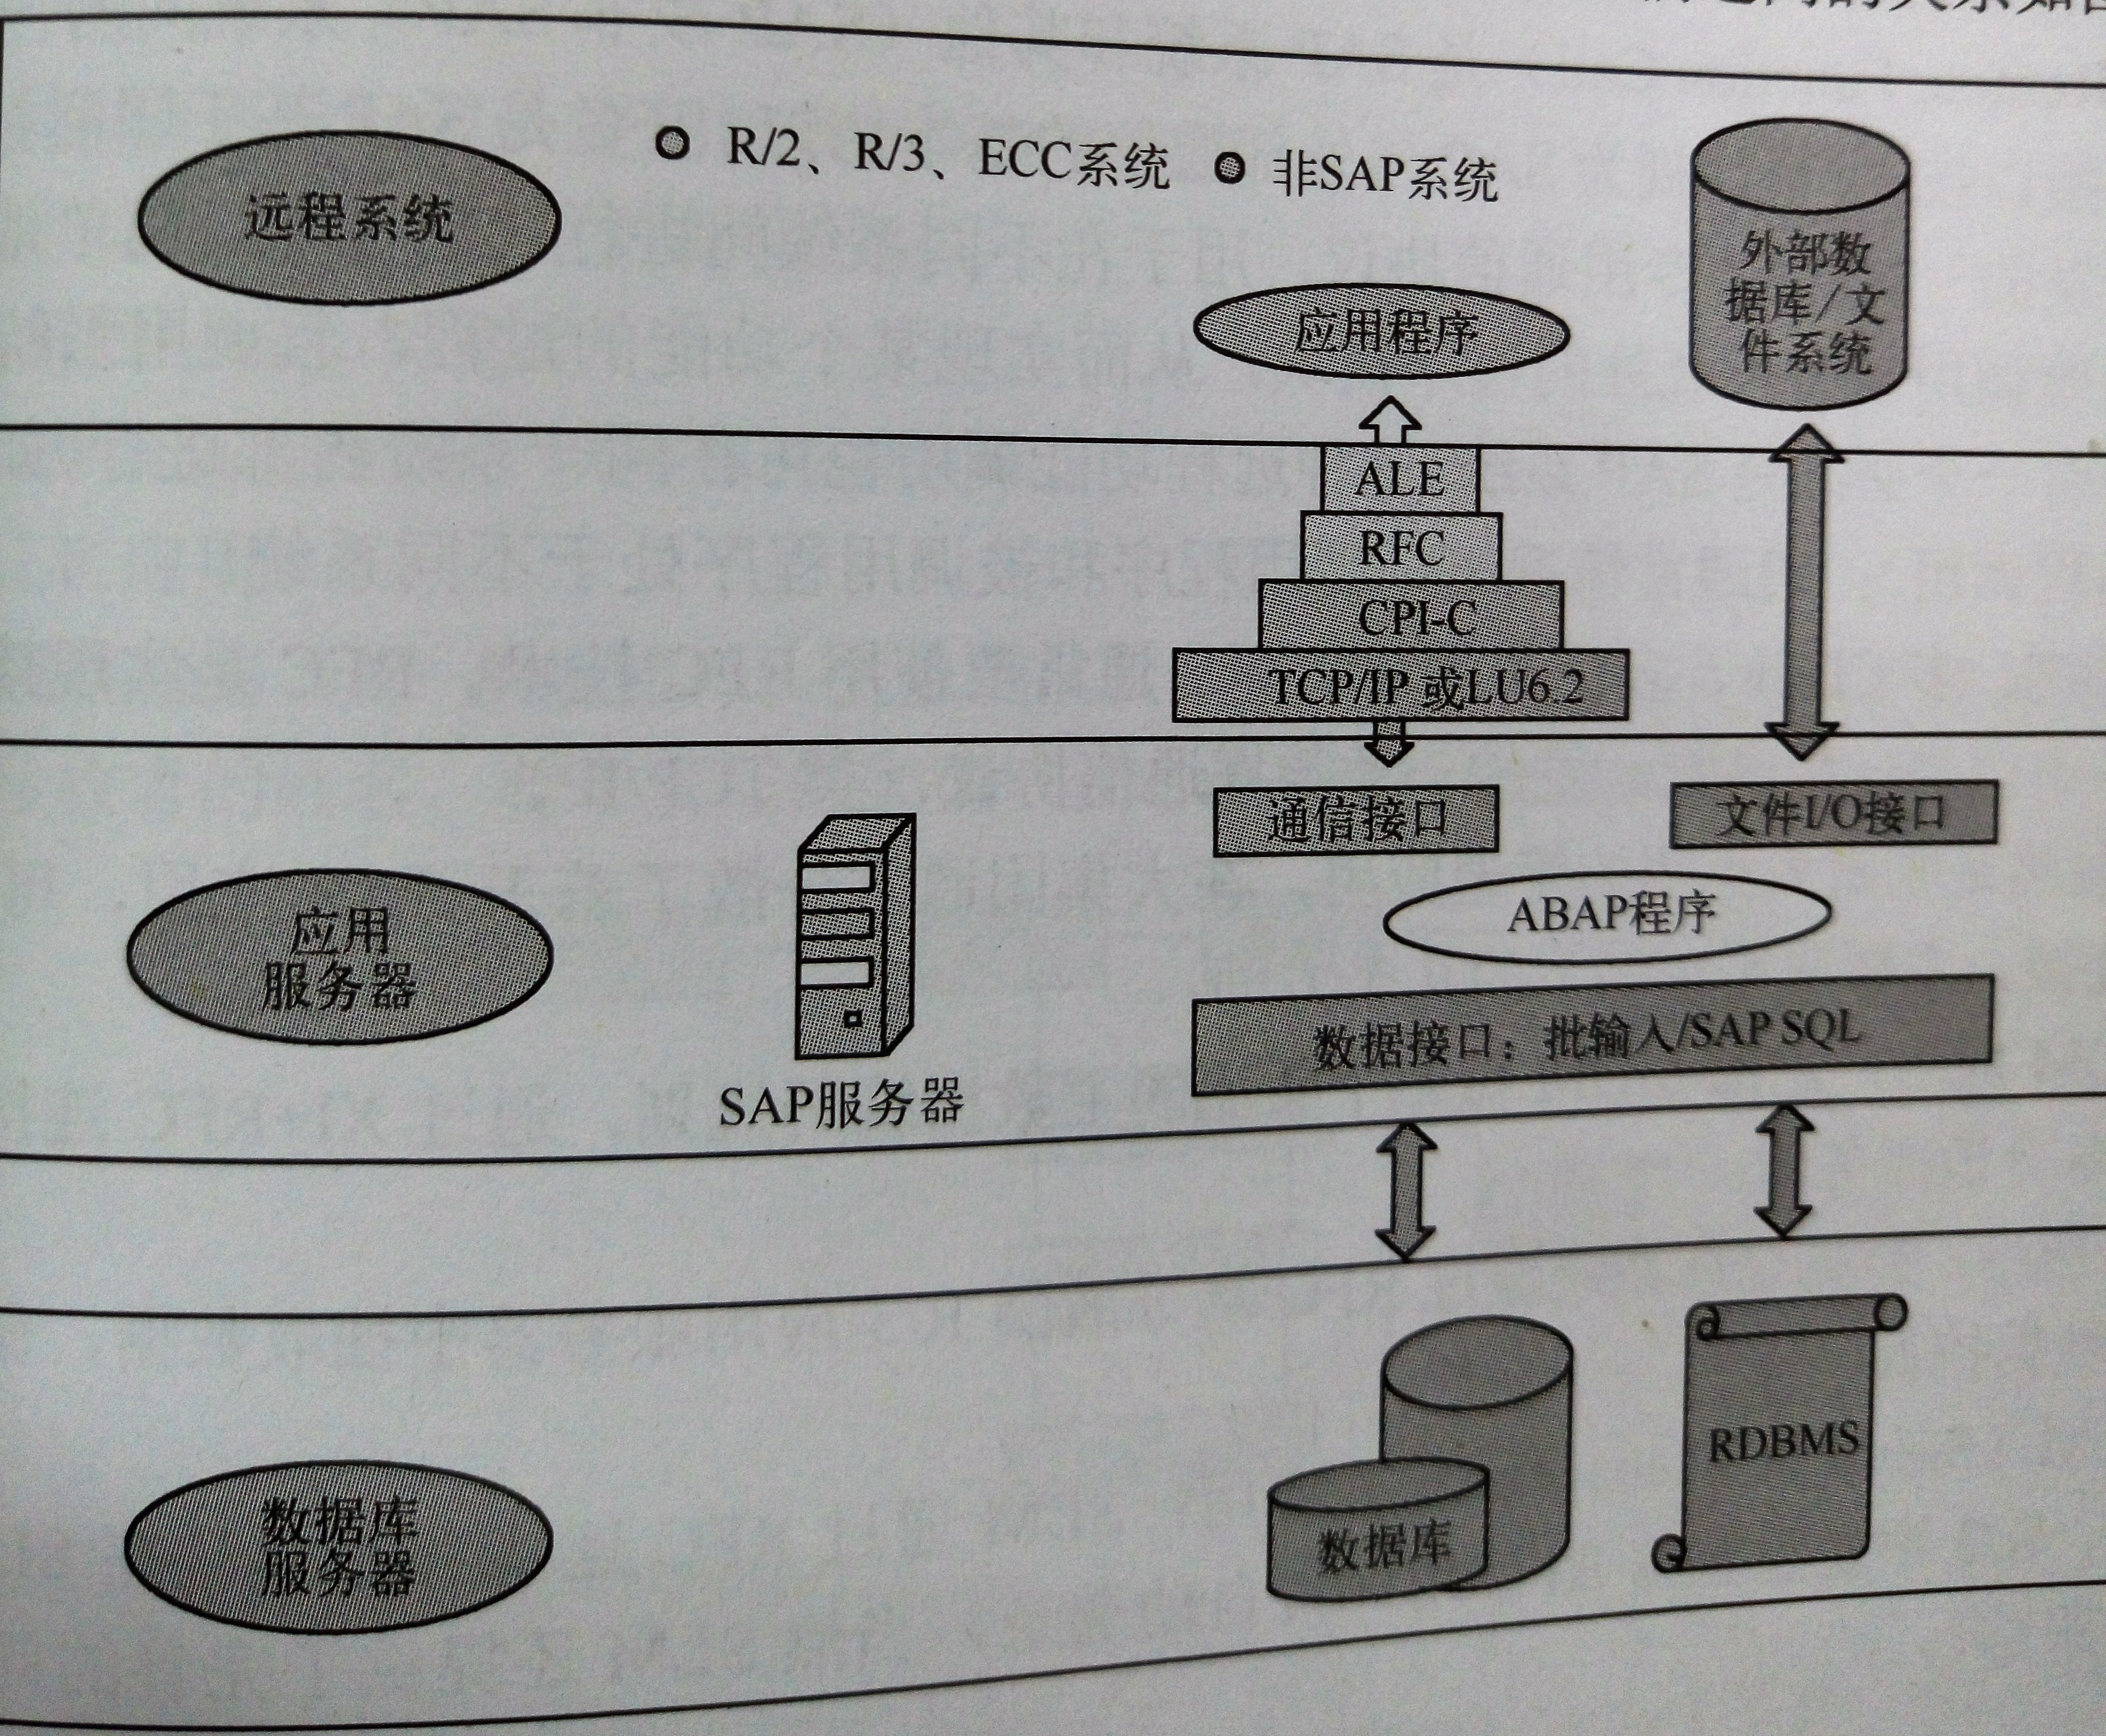 远程系统
R/2、R/3、ECC系统
非SAP系统
外部数
据库/文
件系统
应用程序
ALE
RFC
CPI-C
TCP/IP 或LU6.2
通信接口
文件I/O接口
应用
服务器
SAP服务器
ABAP程序
数据接口：批输入/SAP SQL
数据库
服务器
数据库
RDBMS